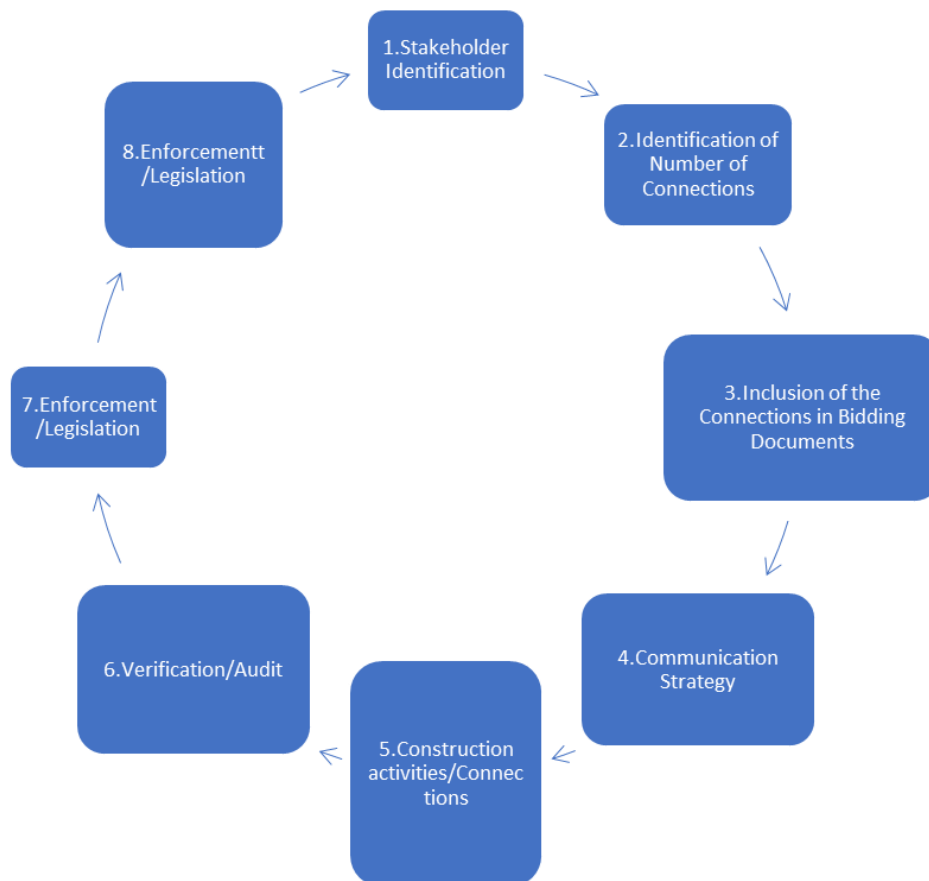 1.Stakeholder
Identification
2.Identification of
Number of
Connections
3.Inclusion of the
Connections in Bidding
Documents
4.Communication
Strategy
5.Construction
activities/Connec
tions
6.Verification/Audit
7.Enforcement
/Legislation
8.Enforcementt
/Legislation